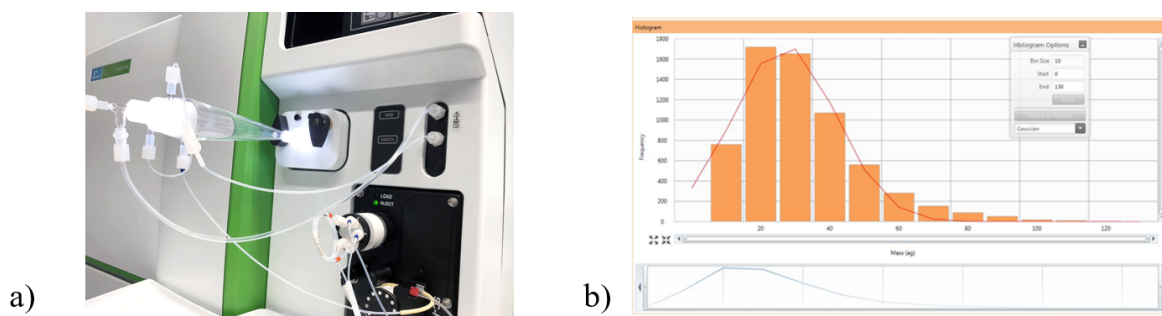 a)
LOAD
INJECT
b)
Histogram
1800
1600
1400
1200
1000
800
600
400
200
0
Frequency
20
40
60
80
100
120
Mass (ag)
Histogram Options
Bin Size 10
Start 0
End 130
Gaussian